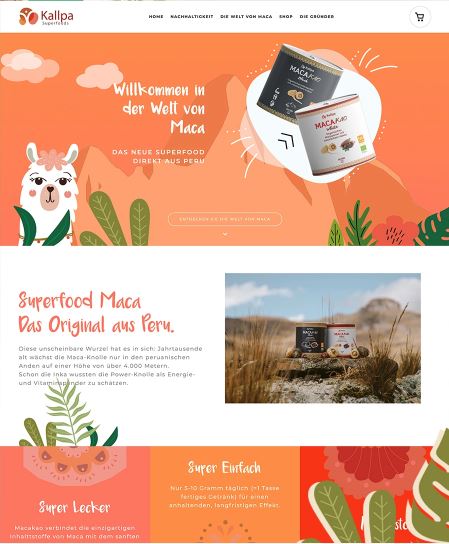 Kallpa
Superfoods
HOME NACHHALTIGKEIT DIE WELT VON MACA SHOP DIE GRÜNDER
Willkommen in
der Welt von
Maca
DAS NEUE SUPERFOOD
DIREKT AUS PERU
MACAKAO
MACAKAO
ENTDECKEN SIE DIE WELT VON MACA
Superfood Maca
Das Original aus Peru.
Diese unscheinbare Wurzel hat es in sich: Jahrtausende
alt wächst die Maca-Knolle nur in den peruanischen
Anden auf einer Höhe von über 4.000 Metern.
Schon die Inka wussten die Power-Knolle als Energie-
und Vitaminspender zu schätzen.
Super Lecker
Macakao verbindet die einzigartigen
Inhaltsstoffe von Maca mit dem sanften
Super Einfach
Nur 5-10 Gramm täglich (=1 Tasse
fertiges Getränk) für einen
anhaltenden, langfristigen Effekt.